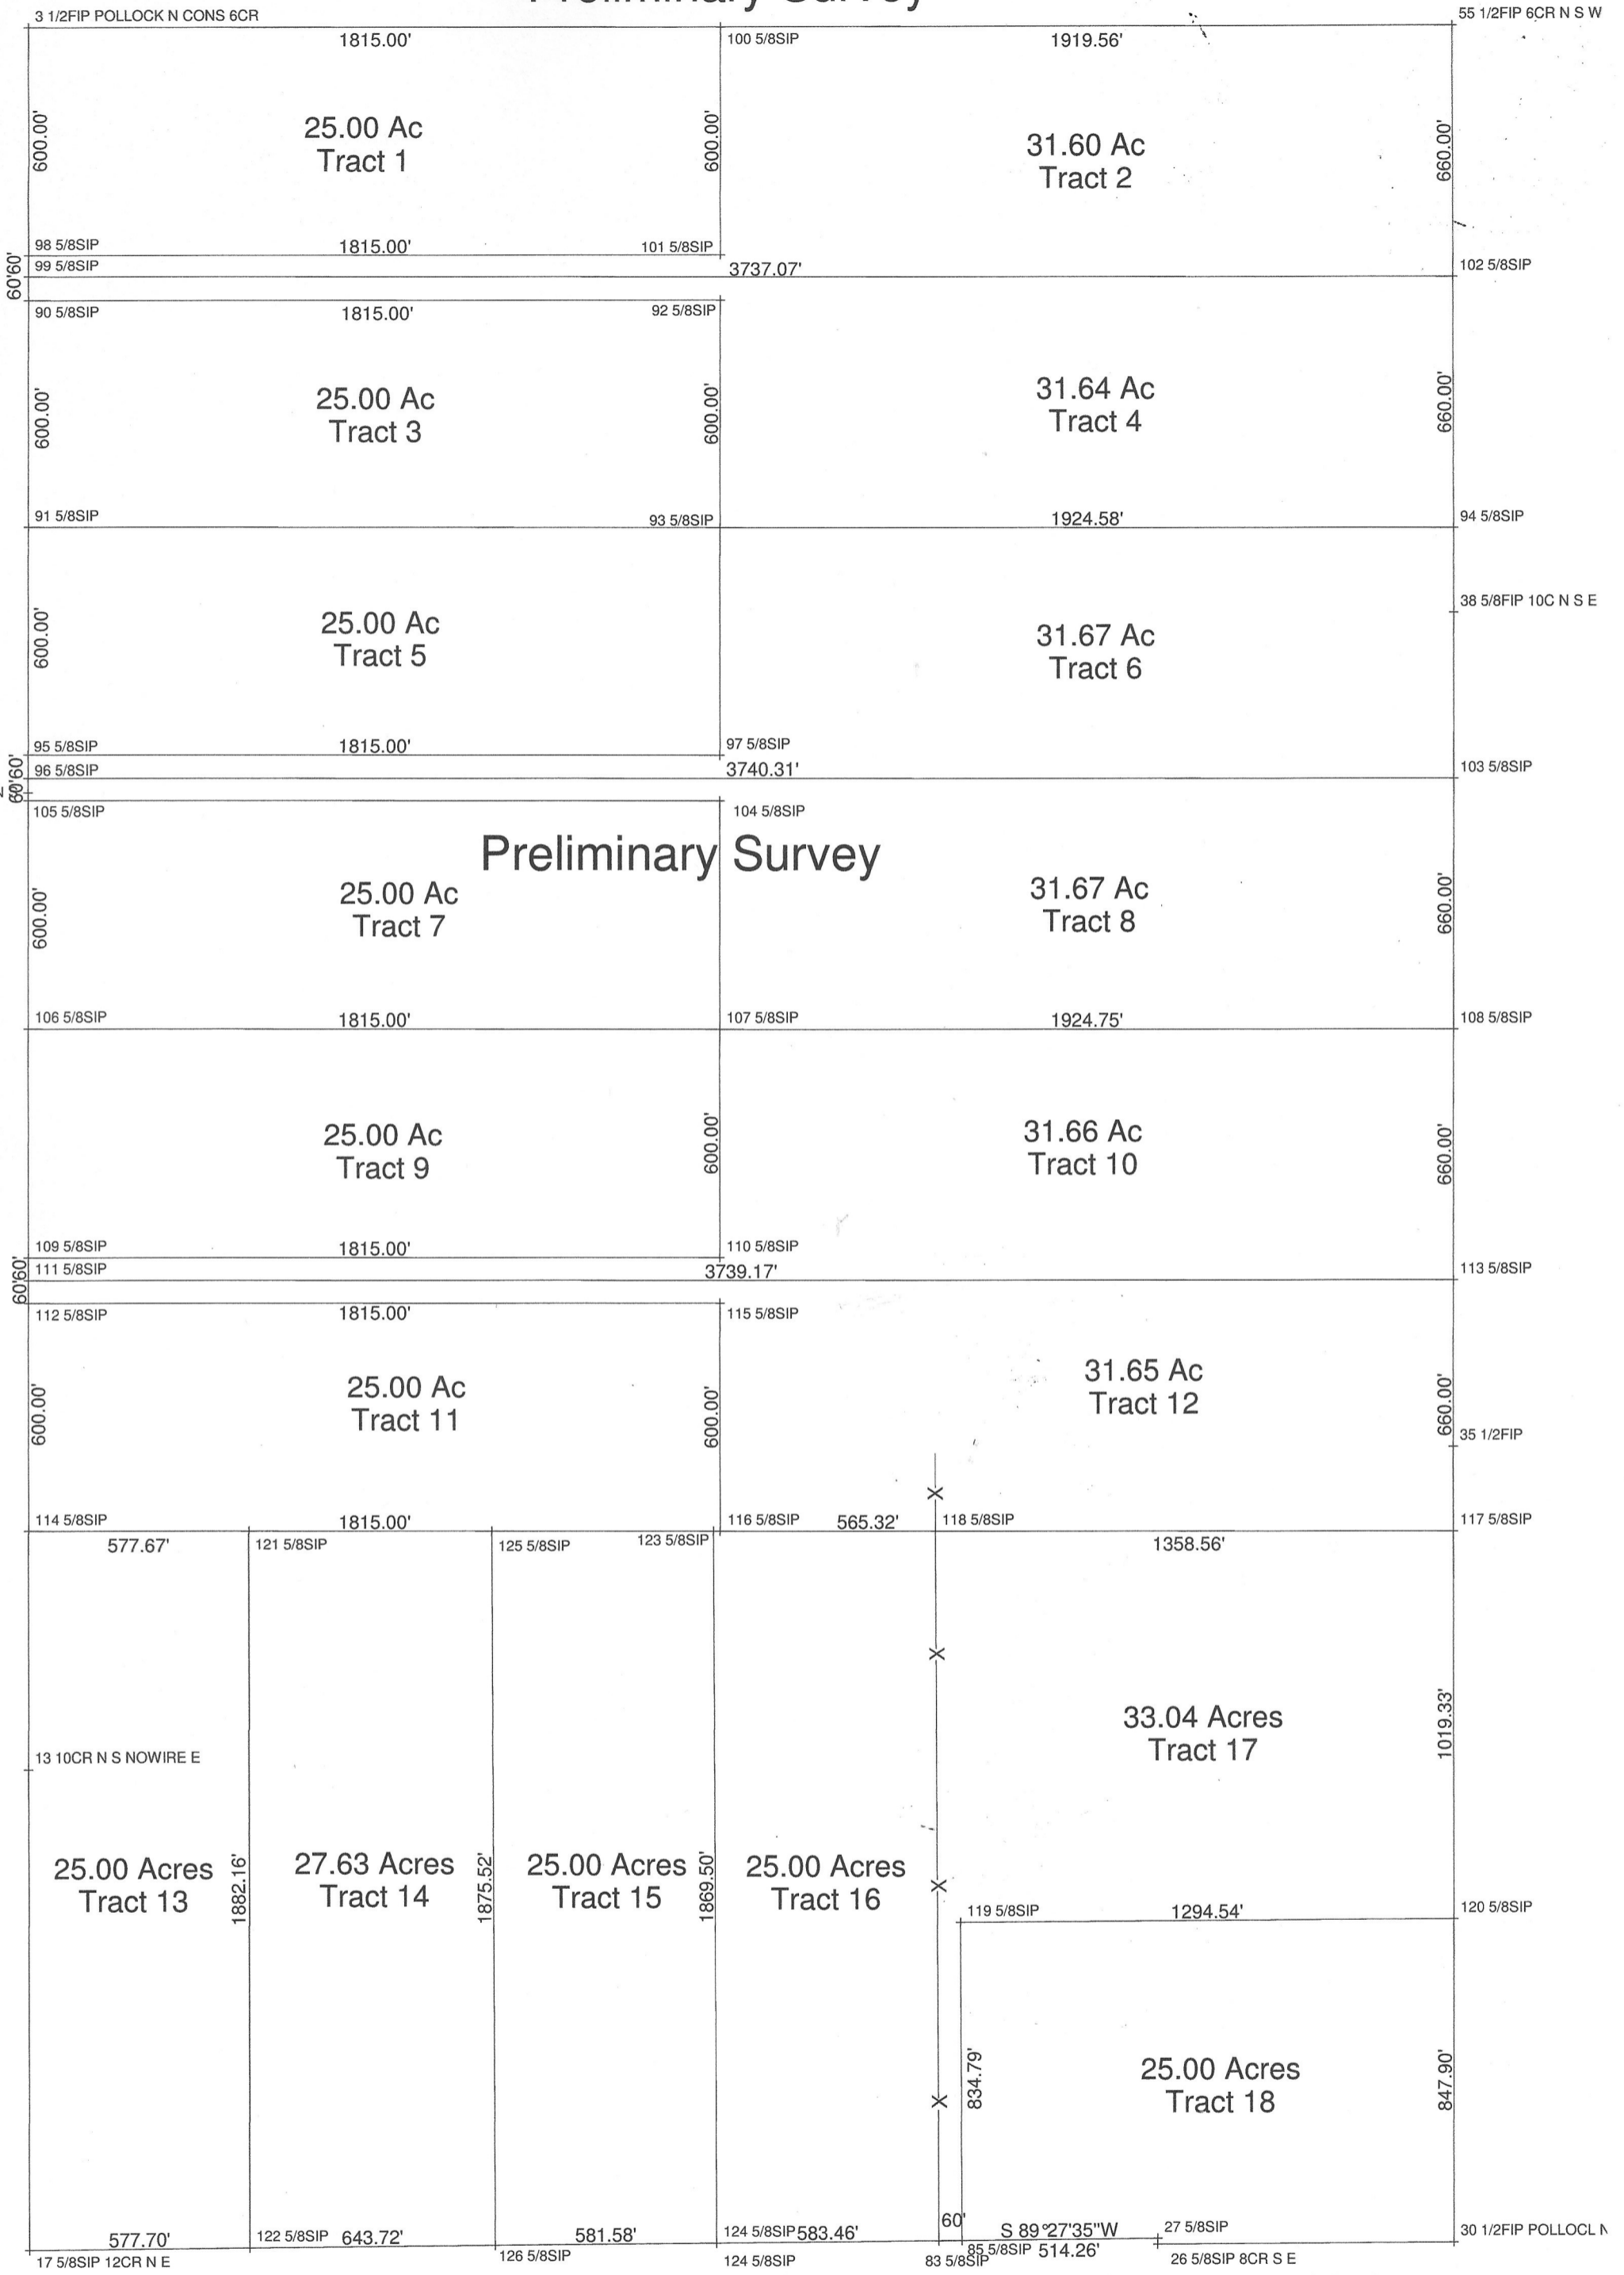 Preliminary Survey
3 1/2FIP POLLOCK N CONS 6CR
55 1/2FIP 6CR N S W
1815.00'
100 5/8SIP
1919.56'
600.00'
25.00 Ac
Tract 1
600.00'
31.60 Ac
Tract 2
660.00'
98 5/8SIP
1815.00'
101 5/8SIP
60'60'
99 5/8SIP
3737.07'
102 5/8SIP
90 5/8SIP
1815.00'
92 5/8SIP
600.00'
25.00 Ac
Tract 3
600.00'
31.64 Ac
Tract 4
660.00'
91 5/8SIP
93 5/8SIP
1924.58'
94 5/8SIP
38 5/8FIP 10C N S E
600.00'
25.00 Ac
Tract 5
31.67 Ac
Tract 6
95 5/8SIP
1815.00'
97 5/8SIP
96 5/8SIP
3740.31'
103 5/8SIP
60'
105 5/8SIP
104 5/8SIP
Preliminary Survey
600.00'
25.00 Ac
Tract 7
31.67 Ac
Tract 8
660.00'
106 5/8SIP
1815.00'
107 5/8SIP
1924.75'
108 5/8SIP
25.00 Ac
Tract 9
600.00'
31.66 Ac
Tract 10
660.00'
109 5/8SIP
1815.00'
110 5/8SIP
60'60'
111 5/8SIP
3739.17'
113 5/8SIP
112 5/8SIP
1815.00'
115 5/8SIP
600.00'
25.00 Ac
Tract 11
600.00'
31.65 Ac
Tract 12
660.00'
35 1/2FIP
114 5/8SIP
1815.00'
116 5/8SIP
565.32'
118 5/8SIP
117 5/8SIP
577.67'
121 5/8SIP
125 5/8SIP
123 5/8SIP
1358.56'
13 10CR N S NOWIRE E
33.04 Acres
Tract 17
1019.33'
25.00 Acres
Tract 13
1882.16'
27.63 Acres
Tract 14
1875.52'
25.00 Acres
Tract 15
1869.50'
25.00 Acres
Tract 16
119 5/8SIP
1294.54'
120 5/8SIP
834.79'
25.00 Acres
Tract 18
847.90'
577.70'
122 5/8SIP
643.72'
581.58'
124 5/8SIP
583.46'
60'
S 89°27'35"W
27 5/8SIP
30 1/2FIP POLLOCL N
17 5/8SIP 12CR N E
126 5/8SIP
124 5/8SIP
83 5/8SIP
85 5/8SIP
514.26'
26 5/8SIP 8CR S E